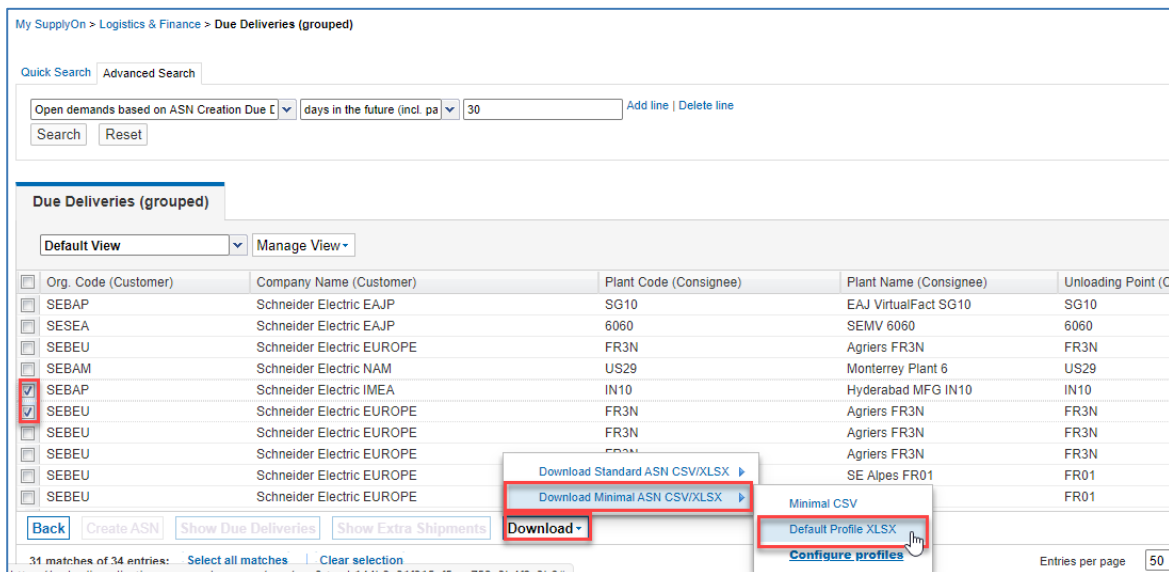 My SupplyOn > Logistics & Finance > Due Deliveries (grouped)
Quick Search Advanced Search
Open demands based on ASN Creation Due D days in the future (incl. pa 30 Add line | Delete line
Search Reset
Due Deliveries (grouped)
Default View Manage View
Org. Code (Customer) Company Name (Customer) Plant Code (Consignee) Plant Name (Consignee) Unloading Point (C
SEBAP Schneider Electric EAJP SG10 EAJ VirtualFact SG10 SG10
SESEA Schneider Electric EAJP 6060 SEMV 6060 6060
SEBEU Schneider Electric EUROPE FR3N Agriers FR3N FR3N
SEBAM Schneider Electric NAM US29 Monterrey Plant 6 US29
SEBAP Schneider Electric IMEA IN10 Hyderabad MFG IN10 IN10
SEBEU Schneider Electric EUROPE FR3N Agriers FR3N FR3N
SEBEU Schneider Electric EUROPE FR3N Agriers FR3N FR3N
SEBEU Schneider Electric EUROPE FR3N Agriers FR3N FR3N
SEBEU Schneider Electric EUROPE Download Standard ASN CSV/XLSX SE Alpes FR01 FR01
SEBEU Schneider Electric EUROPE Download Minimal ASN CSV/XLSX Minimal CSV FR01
Back Create ASN Show Due Deliveries Show Extra Shipments Download Default Profile XLSX
Configure profiles
31 matches of 34 entries: Select all matches | Clear selection Entries per page 50